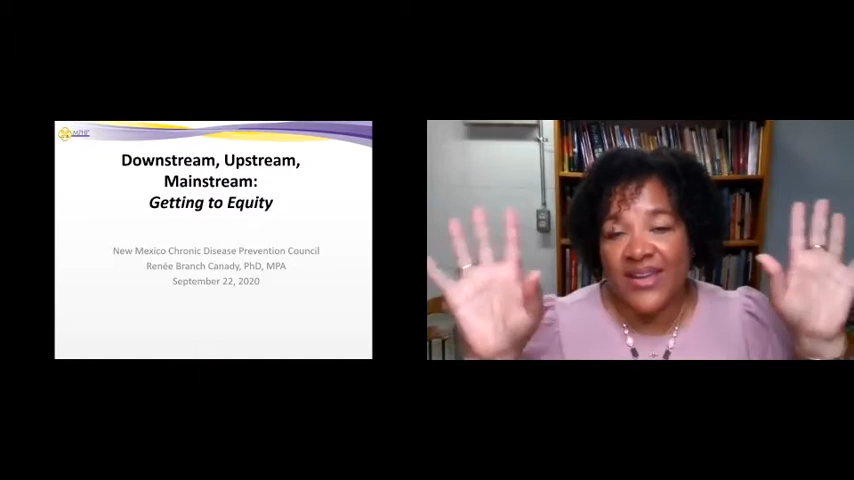 MPHI
Downstream, Upstream,
Mainstream:
Getting to Equity
New Mexico Chronic Disease Prevention Council
Renée Branch Canady, PhD, MPA
September 22, 2020